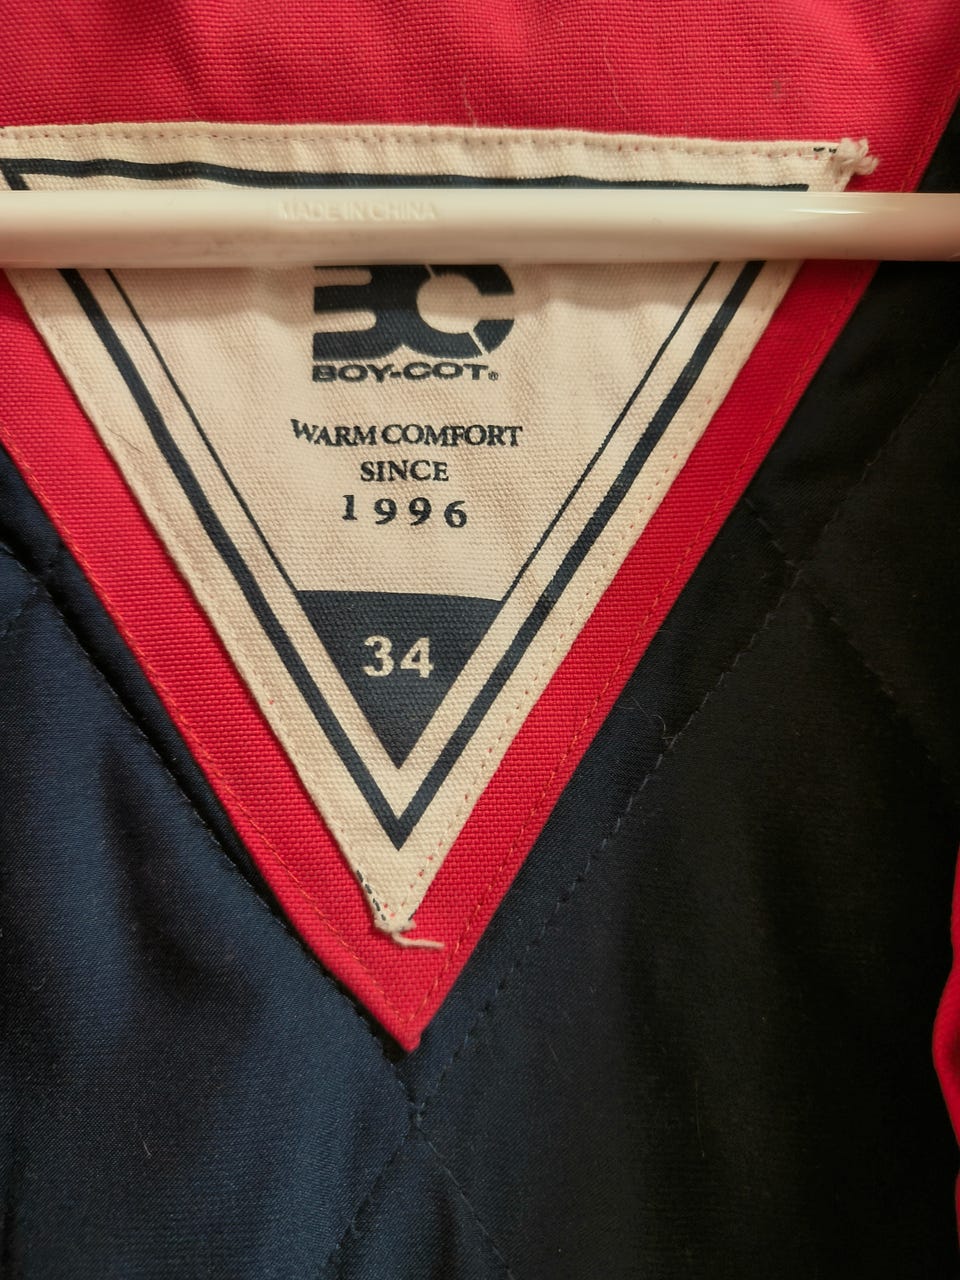 MADE IN CHINA
BC
BOY-COT®
WARM COMFORT
SINCE
1996
34